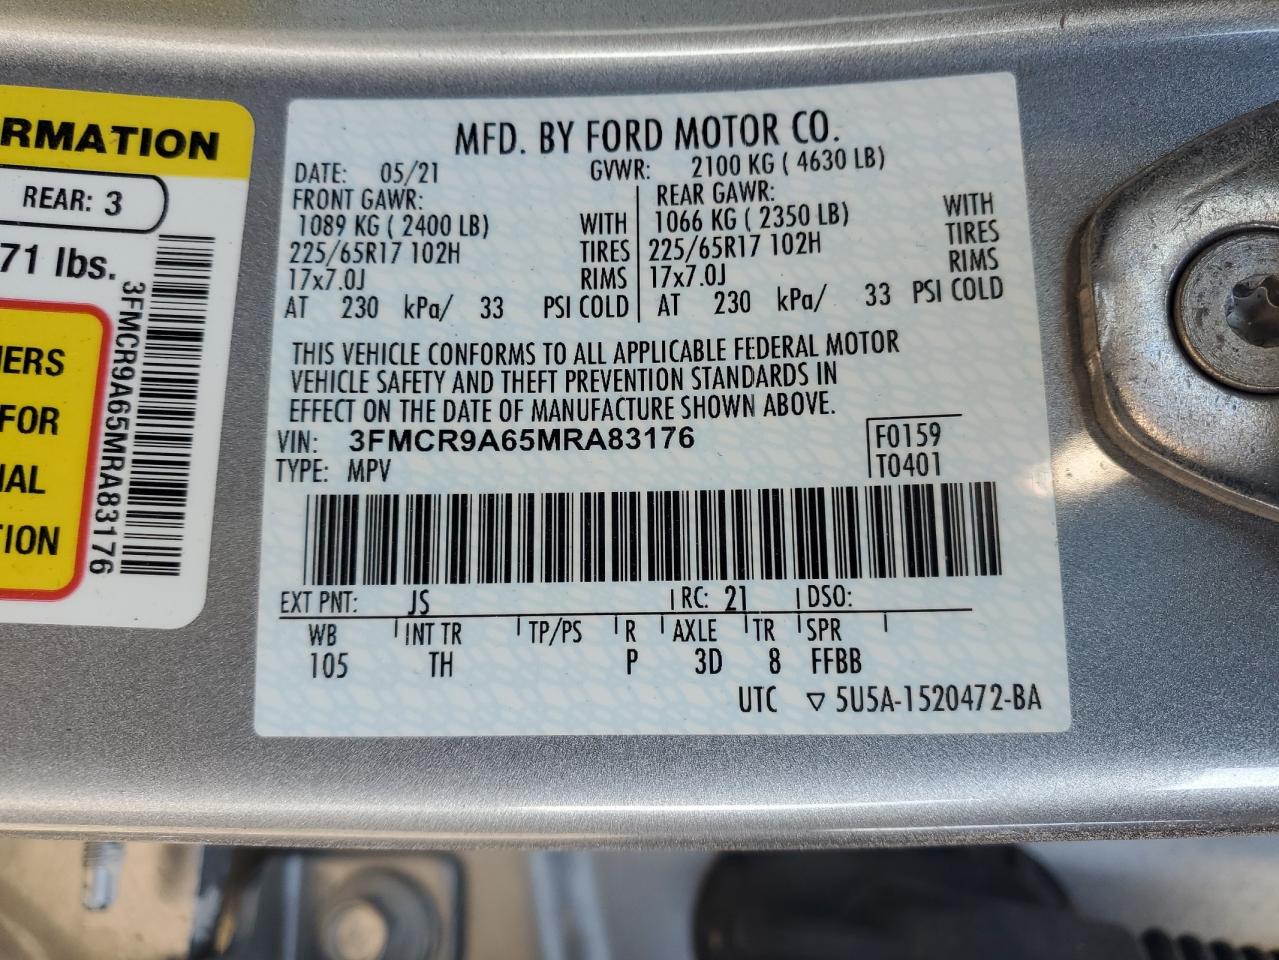 RMATION
REAR: 3
71 lbs.
3FMCR9A65MRA83176
NERS
FOR
IAL
ION
MFD. BY FORD MOTOR CO.
DATE: 05/21 GVWR: 2100 KG ( 4630 LB)
FRONT GAWR: REAR GAWR:
1089 KG ( 2400 LB) WITH 1066 KG ( 2350 LB) WITH
225/65R17 102H TIRES 225/65R17 102H TIRES
17x7.0J RIMS 17x7.0J RIMS
AT 230 kPa/ 33 PSI COLD AT 230 kPa/ 33 PSI COLD
THIS VEHICLE CONFORMS TO ALL APPLICABLE FEDERAL MOTOR
VEHICLE SAFETY AND THEFT PREVENTION STANDARDS IN
EFFECT ON THE DATE OF MANUFACTURE SHOWN ABOVE.
VIN: 3FMCR9A65MRA83176 F0159
TYPE: MPV T0401
EXT PNT: JS RC: 21 DSO:
WB INT TR TP/PS R AXLE TR SPR
105 TH P 3D 8 FFBB
UTC ▽ 5U5A-1520472-BA